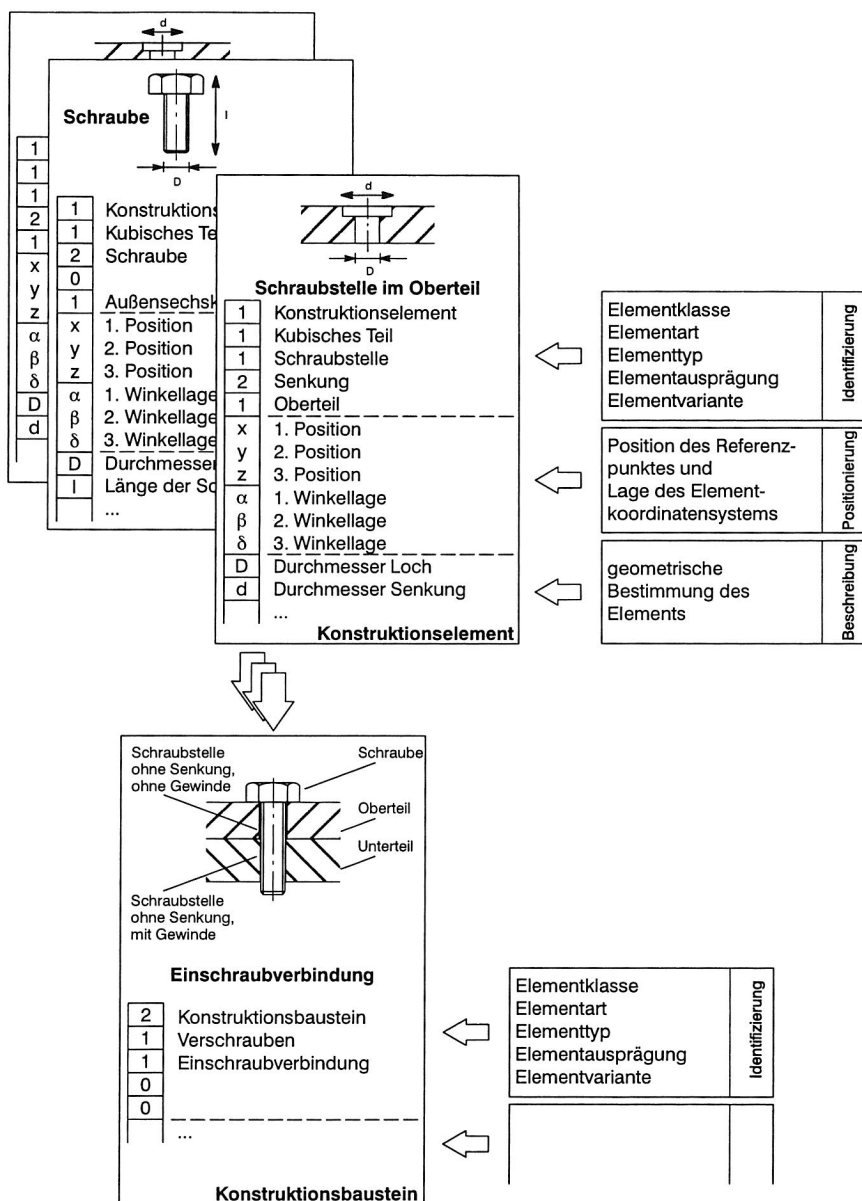 d
1
1
1
2
1
x
y
z
α
β
δ
D
d
Schraube
l
D
1 Konstruktions
1 Kubisches Te
2 Schraube
0
1 Außensechsk
x 1. Position
y 2. Position
z 3. Position
α 1. Winkellage
β 2. Winkellage
δ 3. Winkellage
D Durchmesser
l Länge der Sc
...
d
D
Schraubstelle im Oberteil
1 Konstruktionselement
1 Kubisches Teil
1 Schraubstelle
2 Senkung
1 Oberteil
x 1. Position
y 2. Position
z 3. Position
α 1. Winkellage
β 2. Winkellage
δ 3. Winkellage
D Durchmesser Loch
d Durchmesser Senkung
...
Konstruktionselement
Elementklasse
Elementart
Elementtyp
Elementausprägung
Elementvariante
Identifizierung
Position des Referenz-
punktes und
Lage des Element-
koordinatensystems
Positionierung
geometrische
Bestimmung des
Elements
Beschreibung
Schraubstelle
ohne Senkung,
ohne Gewinde
Schraube
Oberteil
Unterteil
Schraubstelle
ohne Senkung,
mit Gewinde
Einschraubverbindung
2 Konstruktionsbaustein
1 Verschrauben
1 Einschraubverbindung
0
0
...
Konstruktionsbaustein
Elementklasse
Elementart
Elementtyp
Elementausprägung
Elementvariante
Identifizierung